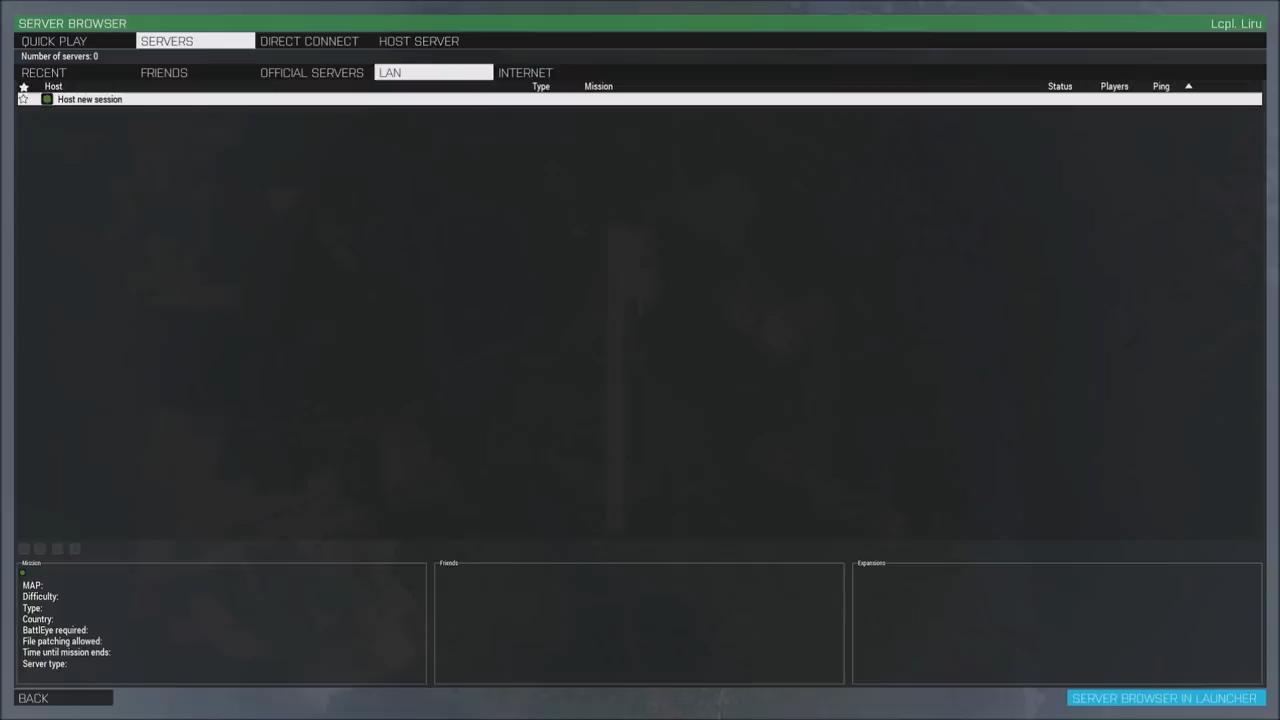 SERVER BROWSER Lcpl. Liru
QUICK PLAY SERVERS DIRECT CONNECT HOST SERVER
Number of servers: 0
RECENT FRIENDS OFFICIAL SERVERS LAN INTERNET
Host Type Mission Status Players Ping
Host new session
Mission Friends Expansions
MAP:
Difficulty:
Type:
Country:
BattlEye required:
File patching allowed:
Time until mission ends:
Server type:
BACK SERVER BROWSER IN LAUNCHER